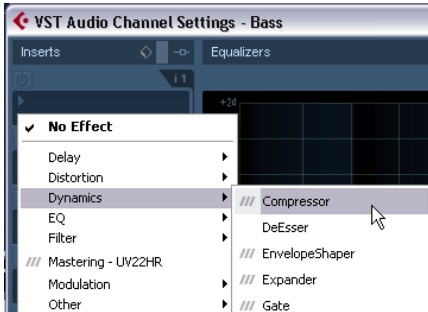 VST Audio Channel Settings - Bass
Inserts
Equalizers
i1
+24
No Effect
Delay
Distortion
Dynamics
EQ
Filter
/// Mastering - UV22HR
Modulation
Other
/// Compressor
DeEsser
/// EnvelopeShaper
/// Expander
/// Gate